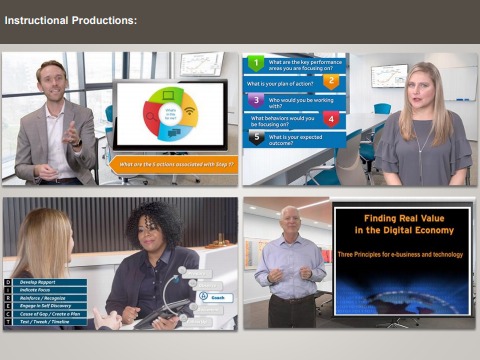 Instructional Productions:
What are the 5 actions associated with Step 1?
1 What are the key performance
areas you are focusing on?
What is your plan of action? 2
3 Who would you be working
with?
What behaviors would you
be focusing on? 4
5 What is your expected
outcome?
D Develop Rapport
I Indicate Focus
R Reinforce / Recognize
E Engage in Self Discovery
C Cause of Gap / Create a Plan
T Test / Tweak / Timeline
Coach
Finding Real Value
in the Digital Economy
Three Principles for e-business and technology